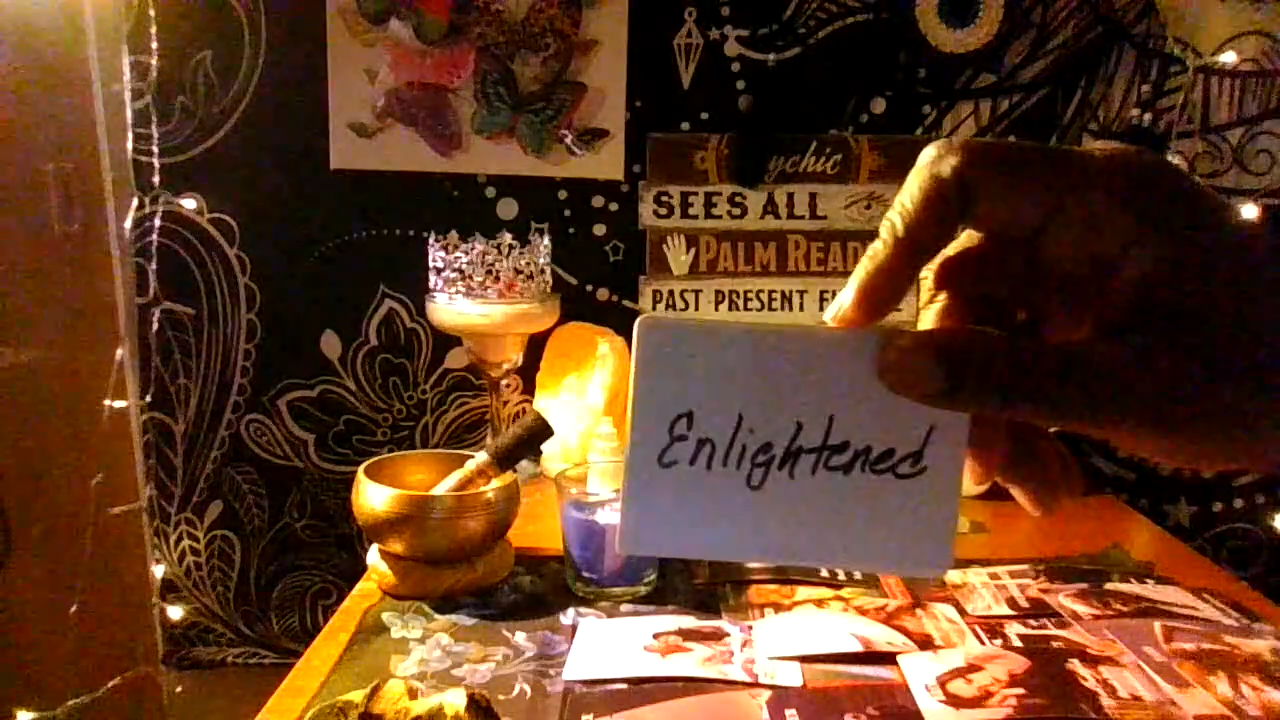 ychic
SEES ALL
PALM READ
PAST PRESENT F
Enlightened